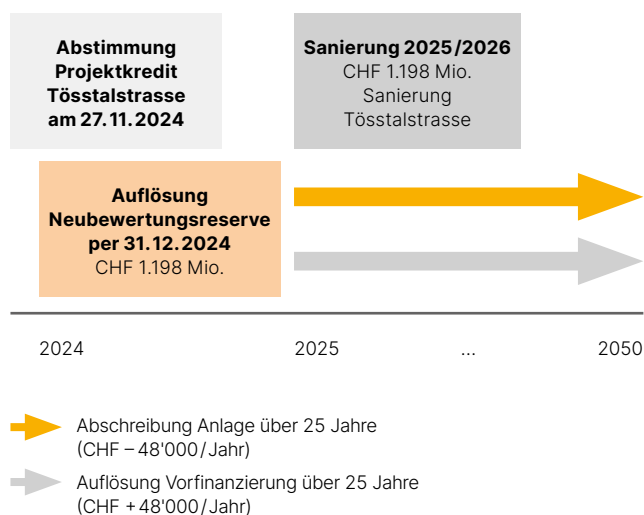 Abstimmung
Projektkredit
Tösstalstrasse
am 27.11.2024
Sanierung 2025/2026
CHF 1.198 Mio.
Sanierung
Tösstalstrasse
Auflösung
Neubewertungsreserve
per 31.12.2024
CHF 1.198 Mio.
2024 2025 ... 2050
Abschreibung Anlage über 25 Jahre
(CHF – 48'000/Jahr)
Auflösung Vorfinanzierung über 25 Jahre
(CHF + 48'000/Jahr)